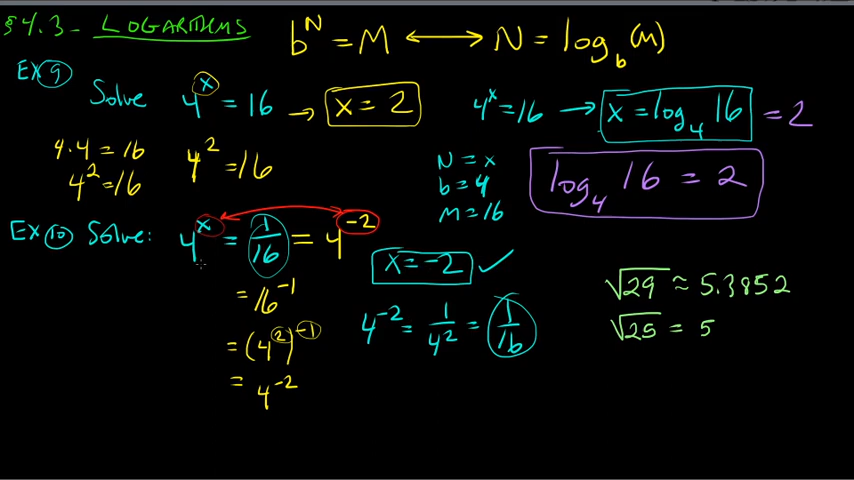 §4.3 - LOGARITHMS
b^N = M ⟷ N = log_b(M)
Ex 9 Solve 4^x = 16 → x = 2
4^x = 16 → x = log_4 16 = 2
4.4 = 16
4^2 = 16
4^2 = 16
N = x
b = 4
M = 16
log_4 16 = 2
Ex 10 Solve: 4^x = 1/16 = 4^-2
= 16^-1
= (4^2)^-1
= 4^-2
x = -2 ✓
4^-2 = 1/4^2 = 1/16
√29 ≈ 5.3852
√25 = 5